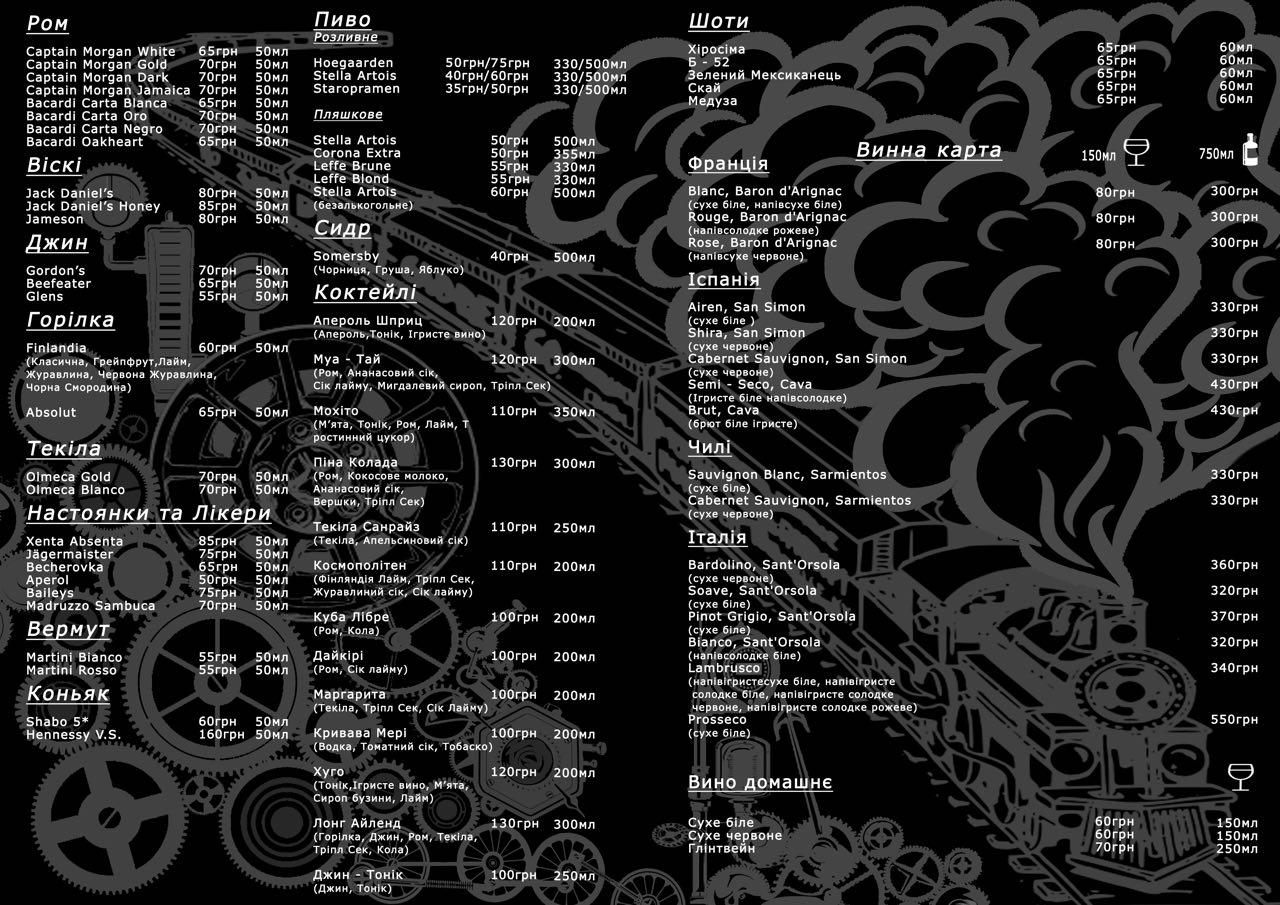 Ром
Captain Morgan White 65грн 50мл
Captain Morgan Gold 70грн 50мл
Captain Morgan Dark 70грн 50мл
Captain Morgan Jamaica 70грн 50мл
Bacardi Carta Blanca 65грн 50мл
Bacardi Carta Oro 70грн 50мл
Bacardi Carta Negro 70грн 50мл
Bacardi Oakheart 65грн 50мл
Віскі
Jack Daniel's 80грн 50мл
Jack Daniel's Honey 85грн 50мл
Jameson 80грн 50мл
Джин
Gordon's 70грн 50мл
Beefeater 65грн 50мл
Glens 55грн 50мл
Горілка
Finlandia 60грн 50мл
(Класична, Грейпфрут,Лайм,
Журавлина, Червона Журавлина,
Чорна Смородина)
Absolut 65грн 50мл
Текіла
Olmeca Gold 70грн 50мл
Olmeca Blanco 70грн 50мл
Настоянки та Лікери
Xenta Absenta 85грн 50мл
Jägermaister 75грн 50мл
Becherovka 65грн 50мл
Aperol 50грн 50мл
Baileys 75грн 50мл
Madruzzo Sambuca 70грн 50мл
Вермут
Martini Bianco 55грн 50мл
Martini Rosso 55грн 50мл
Коньяк
Shabo 5* 60грн 50мл
Hennessy V.S. 160грн 50мл
Пиво
Розливне
Hoegaarden 50грн/75грн 330/500мл
Stella Artois 40грн/60грн 330/500мл
Staropramen 35грн/50грн 330/500мл
Пляшкове
Stella Artois 50грн 500мл
Corona Extra 50грн 355мл
Leffe Brune 55грн 330мл
Leffe Blond 55грн 330мл
Stella Artois 60грн 500мл
(безалькогольне)
Сидр
Somersby 40грн 500мл
(Чорниця, Груша, Яблуко)
Коктейлі
Апероль Шприц 120грн 200мл
(Апероль,Тонік, Ігристе вино)
Муа - Тай 120грн 300мл
(Ром, Ананасовий сік,
Сік лайму, Мигдалевий сироп, Тріпл Сек)
Мохіто 110грн 350мл
(М'ята, Тонік, Ром, Лайм, Т
ростинний цукор)
Піна Колада 130грн 300мл
(Ром, Кокосове молоко,
Ананасовий сік,
Вершки, Тріпл Сек)
Текіла Санрайз 110грн 250мл
(Текіла, Апельсиновий сік)
Космополітен 110грн 200мл
(Фінляндія Лайм, Тріпл Сек,
Журавлиний сік, Сік лайму)
Куба Лібре 100грн 200мл
(Ром, Кола)
Дайкірі 100грн 200мл
(Ром, Сік лайму)
Маргарита 100грн 200мл
(Текіла, Тріпл Сек, Сік Лайму)
Кривава Мері 100грн 200мл
(Водка, Томатний сік, Тобаско)
Хуго 120грн 200мл
(Тонік,Ігристе вино, М'ята,
Сироп бузини, Лайм)
Лонг Айленд 130грн 300мл
(Горілка, Джин, Ром, Текіла,
Тріпл Сек, Кола)
Джин - Тонік 100грн 250мл
(Джин, Тонік)
Шоти
Хіросіма 65грн 60мл
Б - 52 65грн 60мл
Зелений Мексиканець 65грн 60мл
Скай 65грн 60мл
Медуза 65грн 60мл
Винна карта 150мл 750мл
Франція
Blanc, Baron d'Arignac 80грн 300грн
(сухе біле, напівсухе біле)
Rouge, Baron d'Arignac 80грн 300грн
(напівсолодке рожеве)
Rose, Baron d'Arignac 80грн 300грн
(напівсухе червоне)
Іспанія
Airen, San Simon 330грн
(сухе біле )
Shira, San Simon 330грн
(сухе червоне)
Cabernet Sauvignon, San Simon 330грн
(сухе червоне)
Semi - Seco, Cava 430грн
(Ігристе біле напівсолодке)
Brut, Cava 430грн
(брют біле ігристе)
Чилі
Sauvignon Blanc, Sarmientos 330грн
(сухе біле)
Cabernet Sauvignon, Sarmientos 330грн
(сухе червоне)
Італія
Bardolino, Sant'Orsola 360грн
(сухе червоне)
Soave, Sant'Orsola 320грн
(сухе біле)
Pinot Grigio, Sant'Orsola 370грн
(сухе біле)
Bianco, Sant'Orsola 320грн
(напівсолодке біле)
Lambrusco 340грн
(напівігристесухе біле, напівігристе
солодке біле, напівігристе солодке
червоне, напівігристе солодке рожеве)
Prosseco 550грн
(сухе біле)
Вино домашнє
Сухе біле 60грн 150мл
Сухе червоне 60грн 150мл
Глінтвейн 70грн 250мл